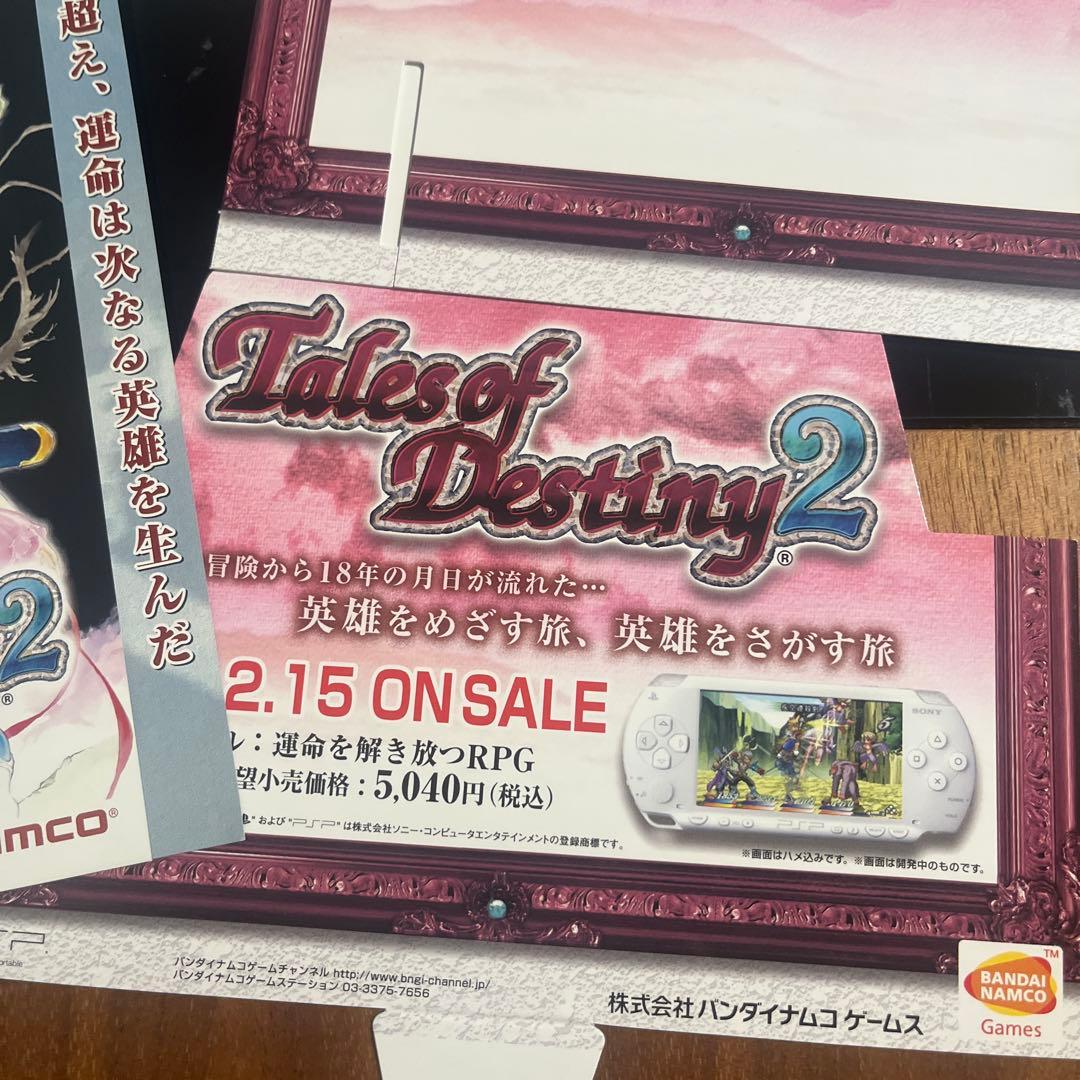 超え、運命は次なる英雄を生んだ
2
®
amco®
Tales of
Destiny 2
®
冒険から18年の月日が流れた…
英雄をめざす旅、英雄をさがす旅
2.15 ON SALE
ル：運命を解き放つRPG
望小売価格：5,040円(税込)
" および "PSP" は株式会社ソニー・コンピュータエンタテインメントの登録商標です。
SONY
PSP
※画面はハメ込みです。※画面は開発中のものです。
PSP
バンダイナムコゲームチャンネル http://www.bngi-channel.jp/
バンダイナムコゲームステーション 03-3375-7656
株式会社 バンダイナムコ ゲームス
BANDAI
NAMCO
Games
TM